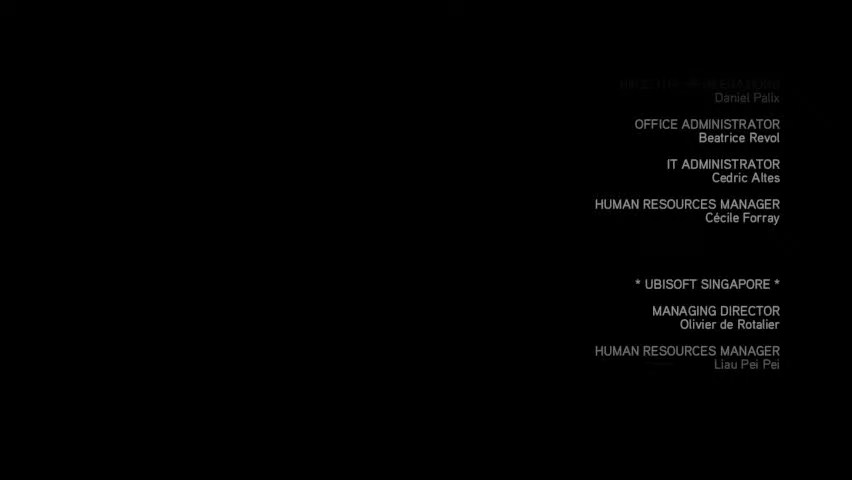 Daniel Palix
OFFICE ADMINISTRATOR
Beatrice Revol
IT ADMINISTRATOR
Cedric Altes
HUMAN RESOURCES MANAGER
Cécile Forray
* UBISOFT SINGAPORE *
MANAGING DIRECTOR
Olivier de Rotalier
HUMAN RESOURCES MANAGER
Liau Pei Pei